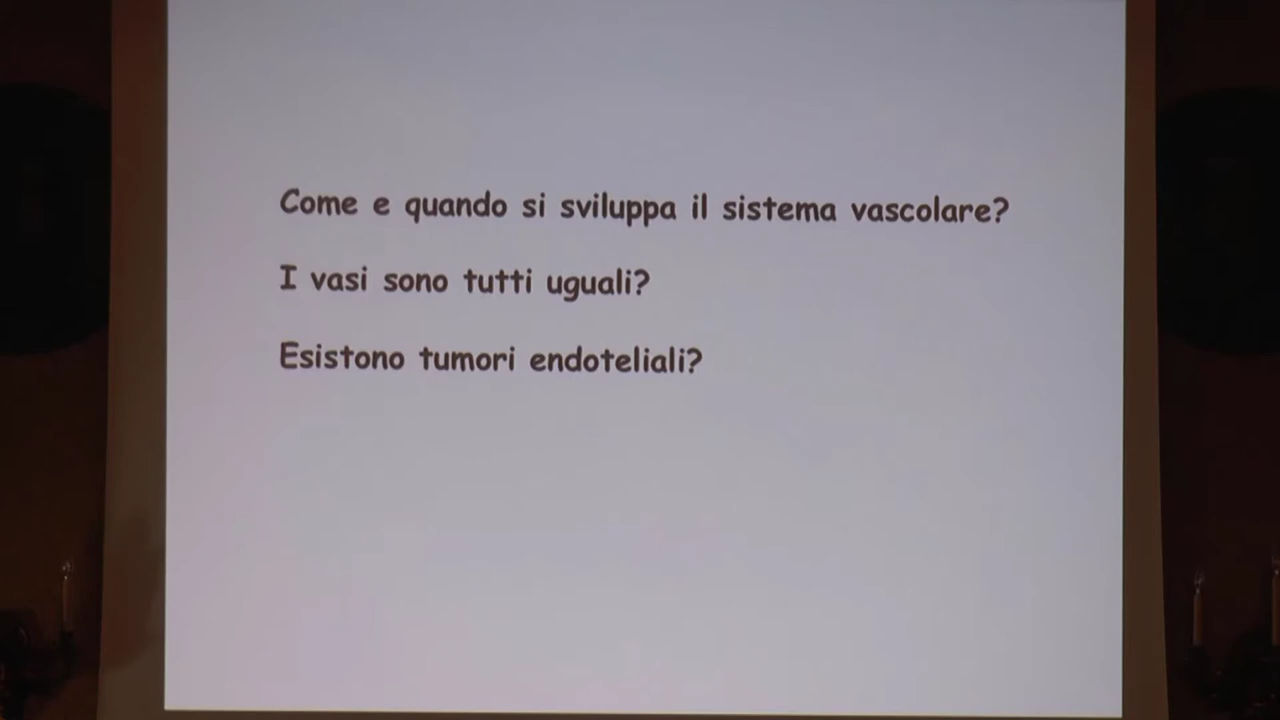 Come e quando si sviluppa il sistema vascolare?
I vasi sono tutti uguali?
Esistono tumori endoteliali?